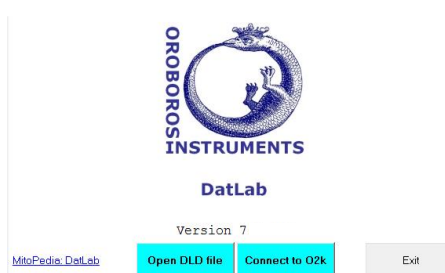 OROBOROS
INSTRUMENTS
DatLab
Version 7
MitoPedia: DatLab
Open DLD file
Connect to O2k
Exit